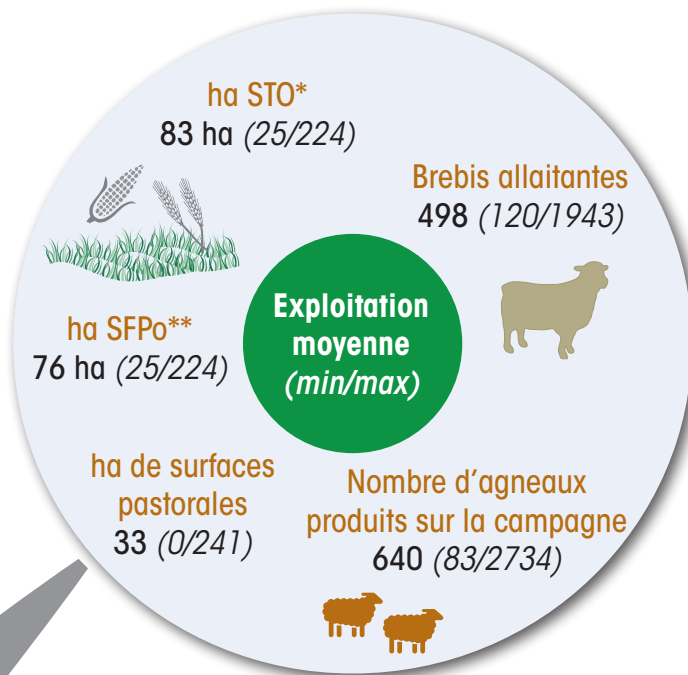 ha STO*
83 ha (25/224)
Brebis allaitantes
498 (120/1943)
Exploitation
moyenne
(min/max)
ha SFPo**
76 ha (25/224)
ha de surfaces
pastorales
33 (0/241)
Nombre d’agneaux
produits sur la campagne
640 (83/2734)